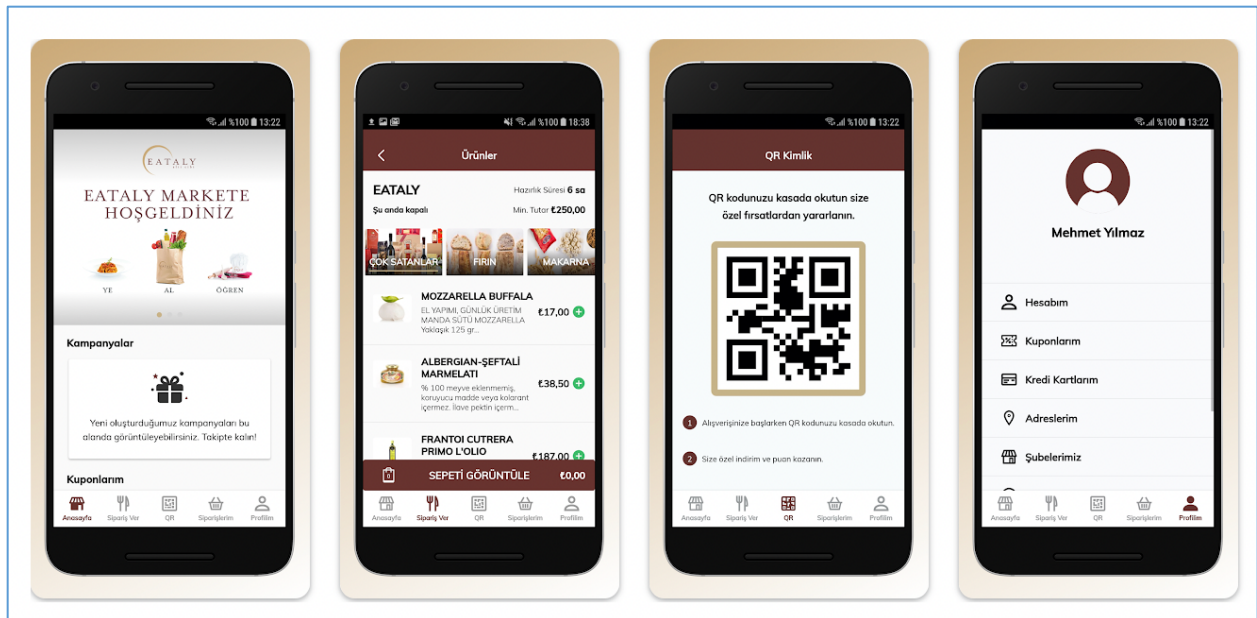 %100 13:22
EATALY
EATALY MARKETE
HOŞGELDİNİZ
YE
AL
ÖĞREN
Kampanyalar
Yeni oluşturduğumuz kampanyaları bu
alanda görüntüleyebilirsiniz. Takipte kalın!
Kuponlarım
Anasayfa Sipariş Ver QR Siparişlerim Profilim
%100 18:38
Ürünler
EATALY Hazırlık Süresi 6 sa
Şu anda kapalı Min. Tutar ₺250,00
ÇOK SATANLAR FIRIN MAKARNA
MOZZARELLA BUFFALA
EL YAPIMI, GÜNLÜK ÜRETİM
MANDA SÜTÜ MOZZARELLA
Yaklaşık 125 gr...
₺17,00
ALBERGIAN-ŞEFTALİ
MARMELATI
% 100 meyve eklenmemiş,
koruyucu madde veya kolorant
içermez. İlave pektin içerm...
₺38,50
FRANTOI CUTRERA
PRIMO L'OLIO
₺187,00
0 SEPETİ GÖRÜNTÜLE ₺0,00
Anasayfa Sipariş Ver QR Siparişlerim Profilim
%100 13:22
QR Kimlik
QR kodunuzu kasada okutun size
özel fırsatlardan yararlanın.
1 Alışverişinize başlarken QR kodunuzu kasada okutun.
2 Size özel indirim ve puan kazanın.
Anasayfa Sipariş Ver QR Siparişlerim Profilim
%100 13:22
Mehmet Yılmaz
Hesabım
Kuponlarım
Kredi Kartlarım
Adreslerim
Şubelerimiz
Anasayfa Sipariş Ver QR Siparişlerim Profilim